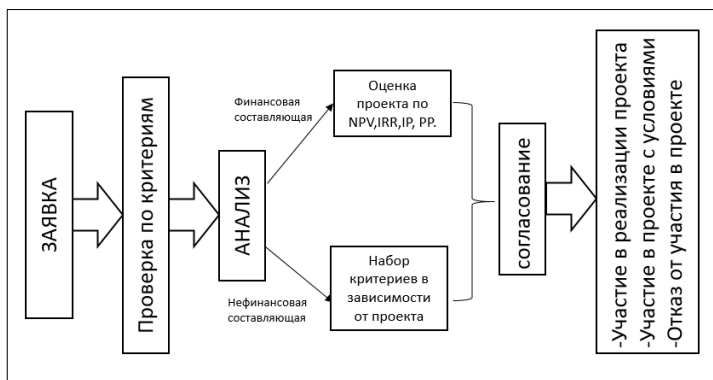 ЗАЯВКА
Проверка по критериям
АНАЛИЗ
Финансовая
составляющая
Оценка
проекта по
NPV,IRR,IP, PP.
Нефинансовая
составляющая
Набор
критериев в
зависимости
от проекта
согласование
-Участие в реализации проекта
-Участие в проекте с условиями
-Отказ от участия в проекте